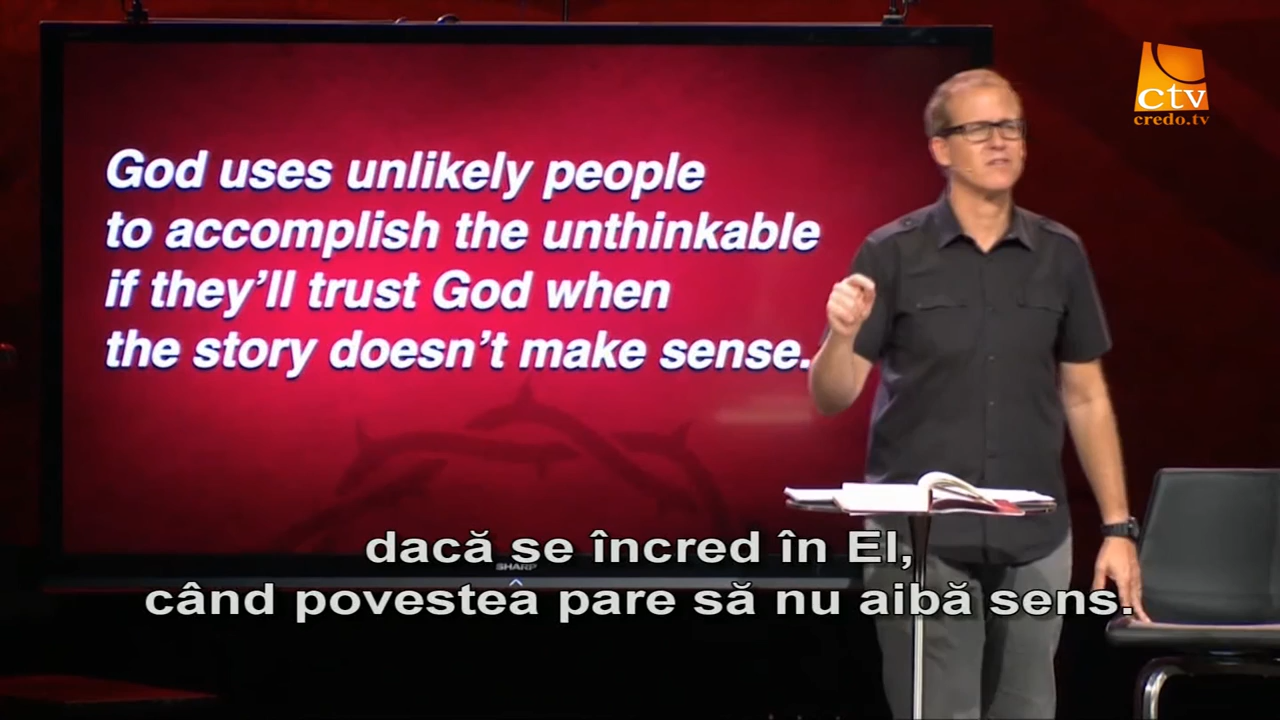 ctv
credo.tv
God uses unlikely people
to accomplish the unthinkable
if they'll trust God when
the story doesn't make sense.
SHARP
dacă se încred în El,
când povestea pare să nu aibă sens.